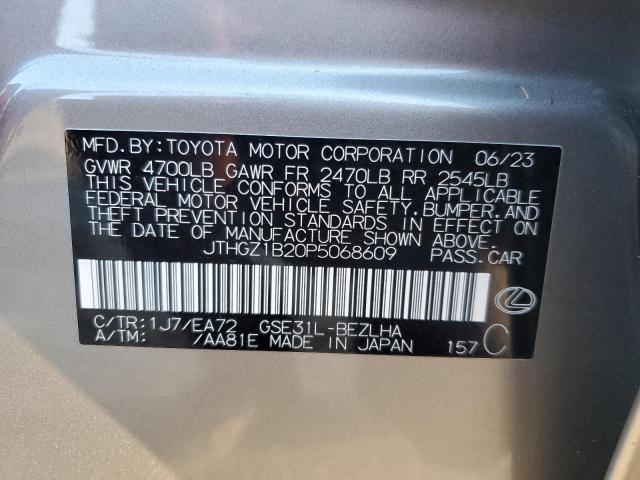 MFD.BY:TOYOTA MOTOR CORPORATION 06/23
GVWR 4700LB GAWR FR 2470LB RR 2545LB
THIS VEHICLE CONFORMS TO ALL APPLICABLE
FEDERAL MOTOR VEHICLE SAFETY,BUMPER,AND
THEFT PREVENTION STANDARDS IN EFFECT ON
THE DATE OF MANUFACTURE SHOWN ABOVE.
JTHGZ1B20P5068609 PASS.CAR
C/TR:1J7/EA72 GSE31L-BEZLHA
A/TM: 7AA81E MADE IN JAPAN 157 C